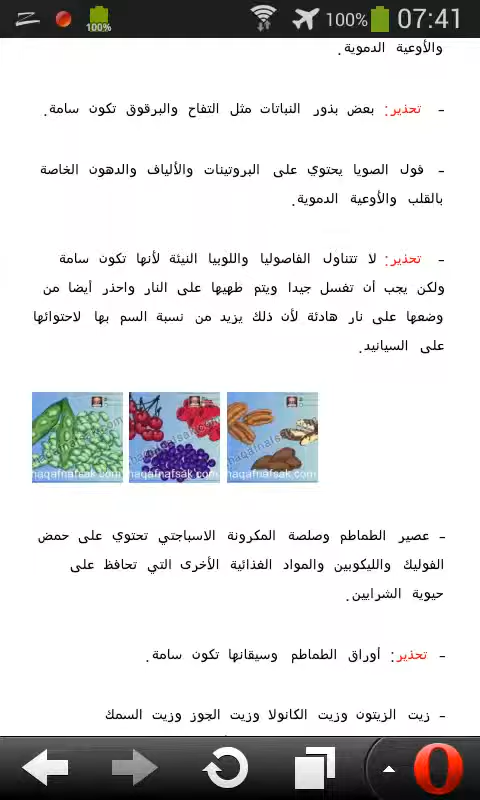 100%
100%
07:41
والأوعية الدموية.
- تحذير: بعض بذور النباتات مثل التفاح والبرقوق تكون سامة.
- فول الصويا يحتوي على البروتينات والألياف والدهون الخاصة
بالقلب والأوعية الدموية.
- تحذير: لا تتناول الفاصوليا واللوبيا النيئة لأنها تكون سامة
ولكن يجب أن تغسل جيدا ويتم طهيها على النار واحذر أيضا من
وضعها على نار هادئة لأن ذلك يزيد من نسبة السم بها لاحتوائها
على السيانيد.
thaqafnafsak.com
- عصير الطماطم وصلصة المكرونة الاسباجتي تحتوي على حمض
الفوليك والليكوبين والمواد الغذائية الأخرى التي تحافظ على
حيوية الشرايين.
- تحذير: أوراق الطماطم وسيقانها تكون سامة.
- زيت الزيتون وزيت الكانولا وزيت الجوز وزيت السمك